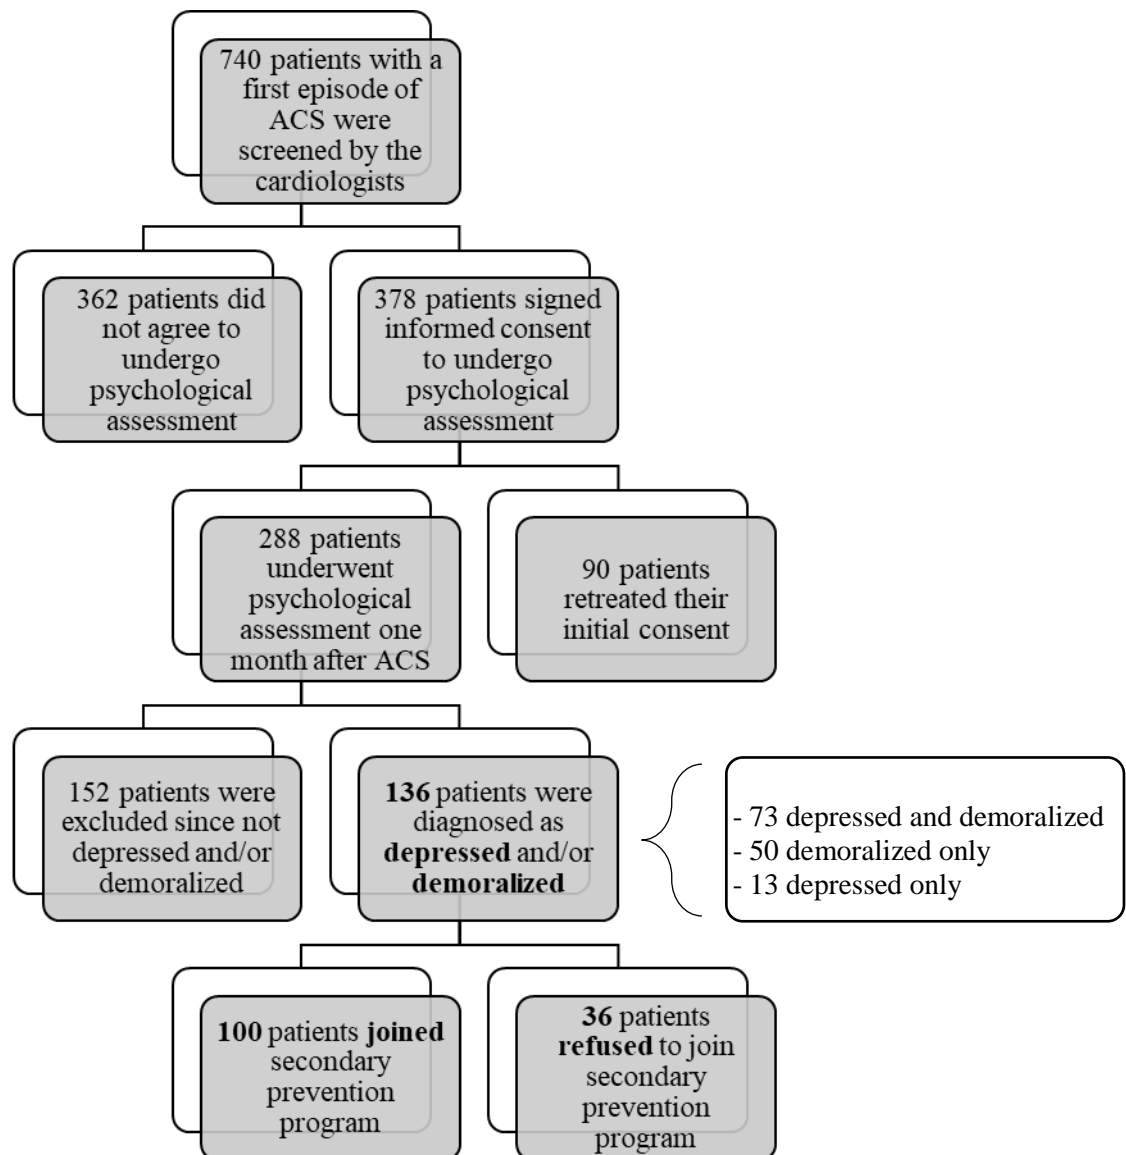 740 patients with a
first episode of
ACS were
screened by the
cardiologists
362 patients did
not agree to
undergo
psychological
assessment
378 patients signed
informed consent
to undergo
psychological
assessment
288 patients
underwent
psychological
assessment one
month after ACS
90 patients
retreated their
initial consent
152 patients were
excluded since not
depressed and/or
demoralized
136 patients were
diagnosed as
depressed and/or
demoralized
- 73 depressed and demoralized
- 50 demoralized only
- 13 depressed only
100 patients joined
secondary
prevention
program
36 patients
refused to join
secondary
prevention
program